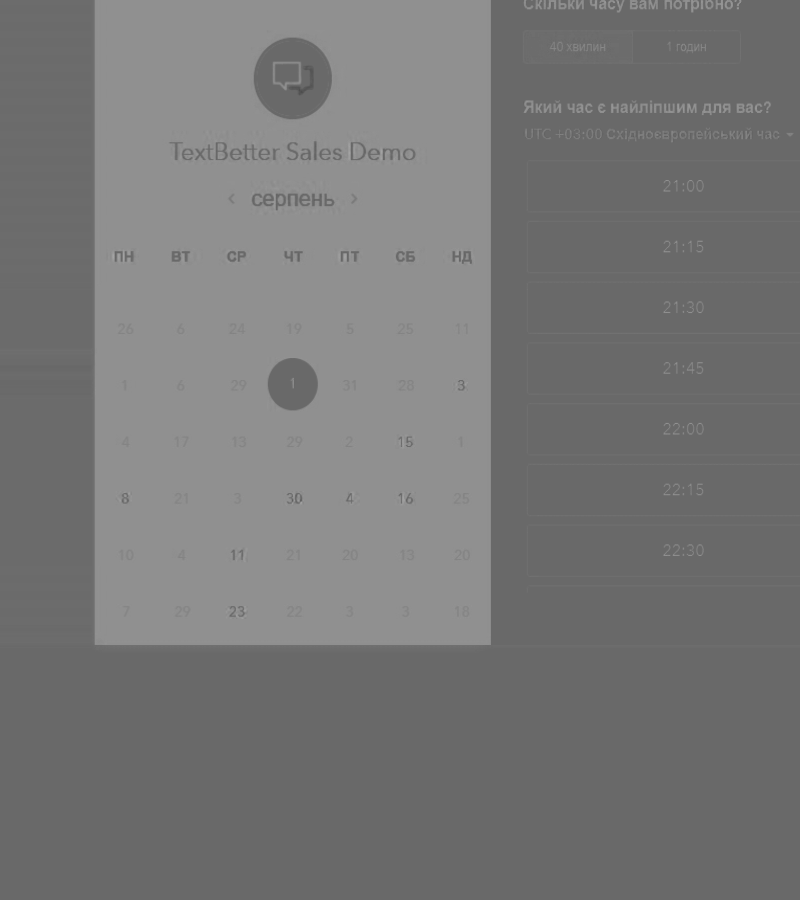 TextBetter Sales Demo
‹ серпень ›
ПН ВТ СР ЧТ ПТ СБ НД
26 6 24 19 5 25 11
1 6 29 1 31 28 3
4 17 13 29 2 15 1
8 21 3 30 4 16 25
10 4 11 21 20 13 20
7 29 23 22 3 3 18
Скільки часу вам потрібно?
40 хвилин 1 годин
Який час є найліпшим для вас?
UTC +03:00 Східноєвропейський час
21:00
21:15
21:30
21:45
22:00
22:15
22:30